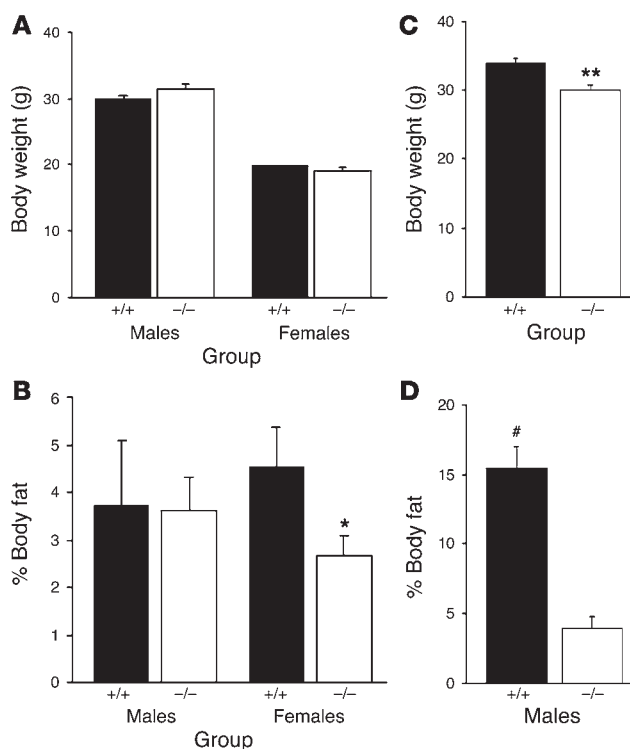 A
Body weight (g)
40
30
20
10
0
+/+ –/– +/+ –/–
Males Females
Group
C
Body weight (g)
40
30
20
10
0
**
+/+ –/–
Group
B
% Body fat
6
5
4
3
2
1
0
*
+/+ –/– +/+ –/–
Males Females
Group
D
% Body fat
20
15
10
5
0
#
+/+ –/–
Males